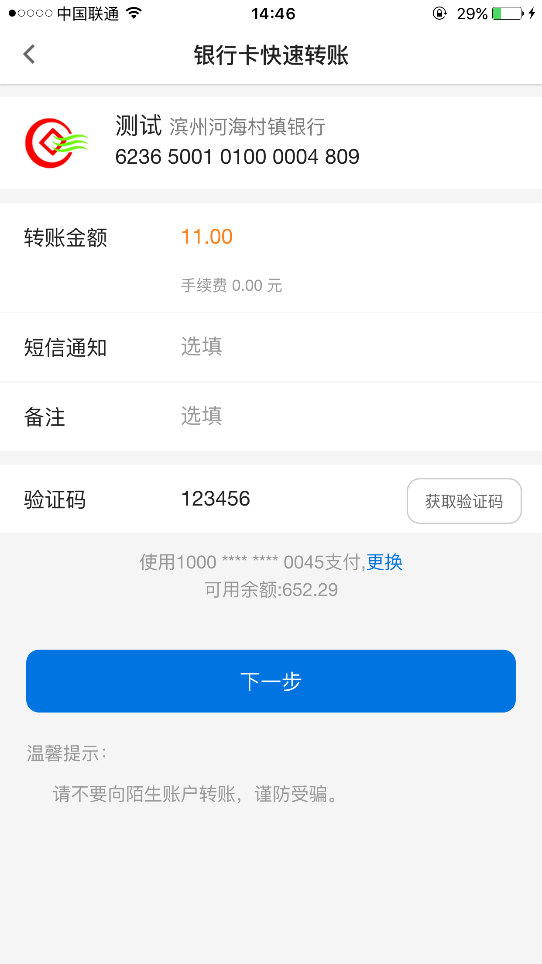 中国联通 14:46 29%
银行卡快速转账
测试 滨州河海村镇银行
6236 5001 0100 0004 809
转账金额 11.00
手续费 0.00 元
短信通知 选填
备注 选填
验证码 123456 获取验证码
使用1000 **** **** 0045支付,更换
可用余额:652.29
下一步
温馨提示：
请不要向陌生账户转账，谨防受骗。